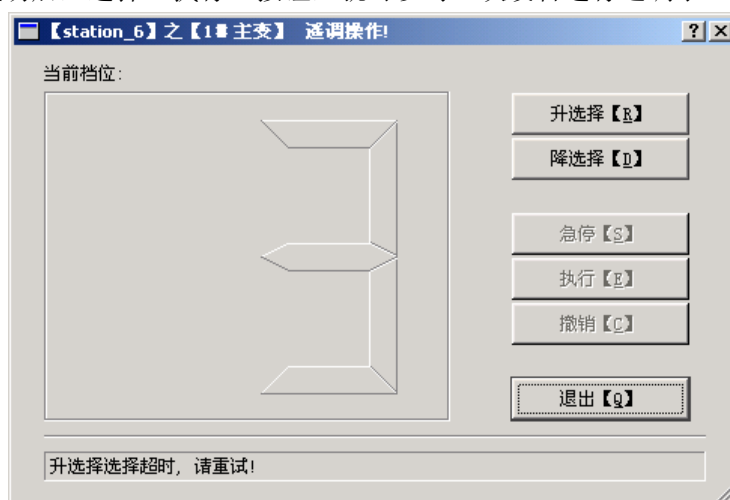 【station_6】之【1#主变】 遥调操作!
当前档位:
3
升选择【R】
降选择【D】
急停【S】
执行【E】
撤销【C】
退出【Q】
升选择选择超时, 请重试!